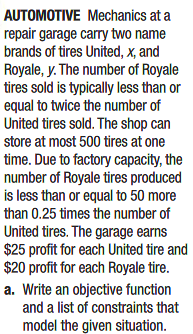 AUTOMOTIVE Mechanics at a
repair garage carry two name
brands of tires United, x, and
Royale, y. The number of Royale
tires sold is typically less than or
equal to twice the number of
United tires sold. The shop can
store at most 500 tires at one
time. Due to factory capacity, the
number of Royale tires produced
is less than or equal to 50 more
than 0.25 times the number of
United tires. The garage earns
$25 profit for each United tire and
$20 profit for each Royale tire.
a. Write an objective function
and a list of constraints that
model the given situation.